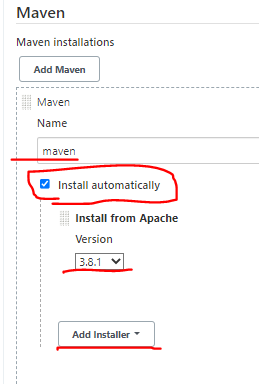 Maven
Maven installations
Add Maven
Maven
Name
maven
Install automatically
Install from Apache
Version
3.8.1
Add Installer